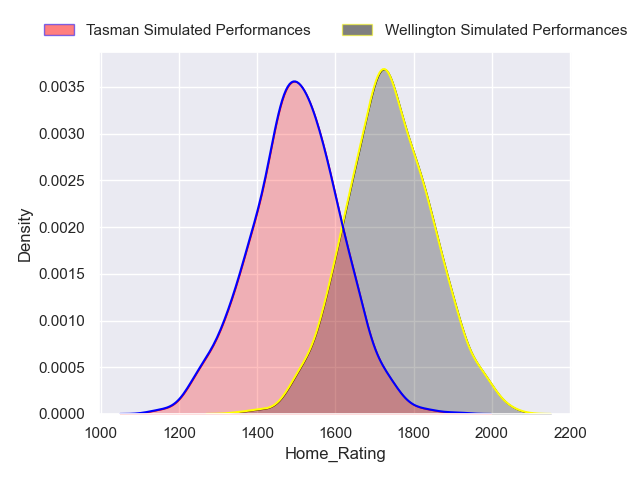 Tasman Simulated Performances
Wellington Simulated Performances
0.0035
0.0030
0.0025
0.0020
0.0015
0.0010
0.0005
0.0000
Density
1000 1200 1400 1600 1800 2000 2200
Home_Rating